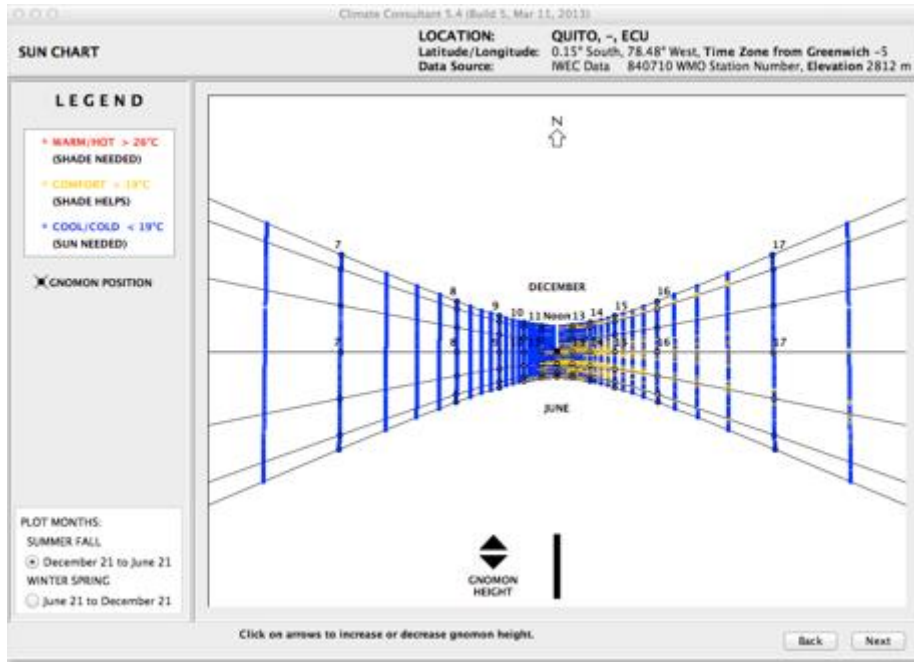 Climate Consultant 5.4 (Build 5, Mar 11, 2013)
SUN CHART
LOCATION: QUITO, -, ECU
Latitude/Longitude: 0.15° South, 78.48° West, Time Zone from Greenwich -5
Data Source: IWEC Data 840710 WMO Station Number, Elevation 2812 m
LEGEND
WARM/HOT > 26°C
(SHADE NEEDED)
COMFORT > 19°C
(SHADE HELPS)
COOL/COLD < 19°C
(SUN NEEDED)
GNOMON POSITION
N
7 17
8 DECEMBER 16
9 15
10 11 Noon 13 14
7 8 9 13 15 16 17
JUNE
PLOT MONTHS:
SUMMER FALL
December 21 to June 21
WINTER SPRING
June 21 to December 21
GNOMON
HEIGHT
Click on arrows to increase or decrease gnomon height.
Back Next